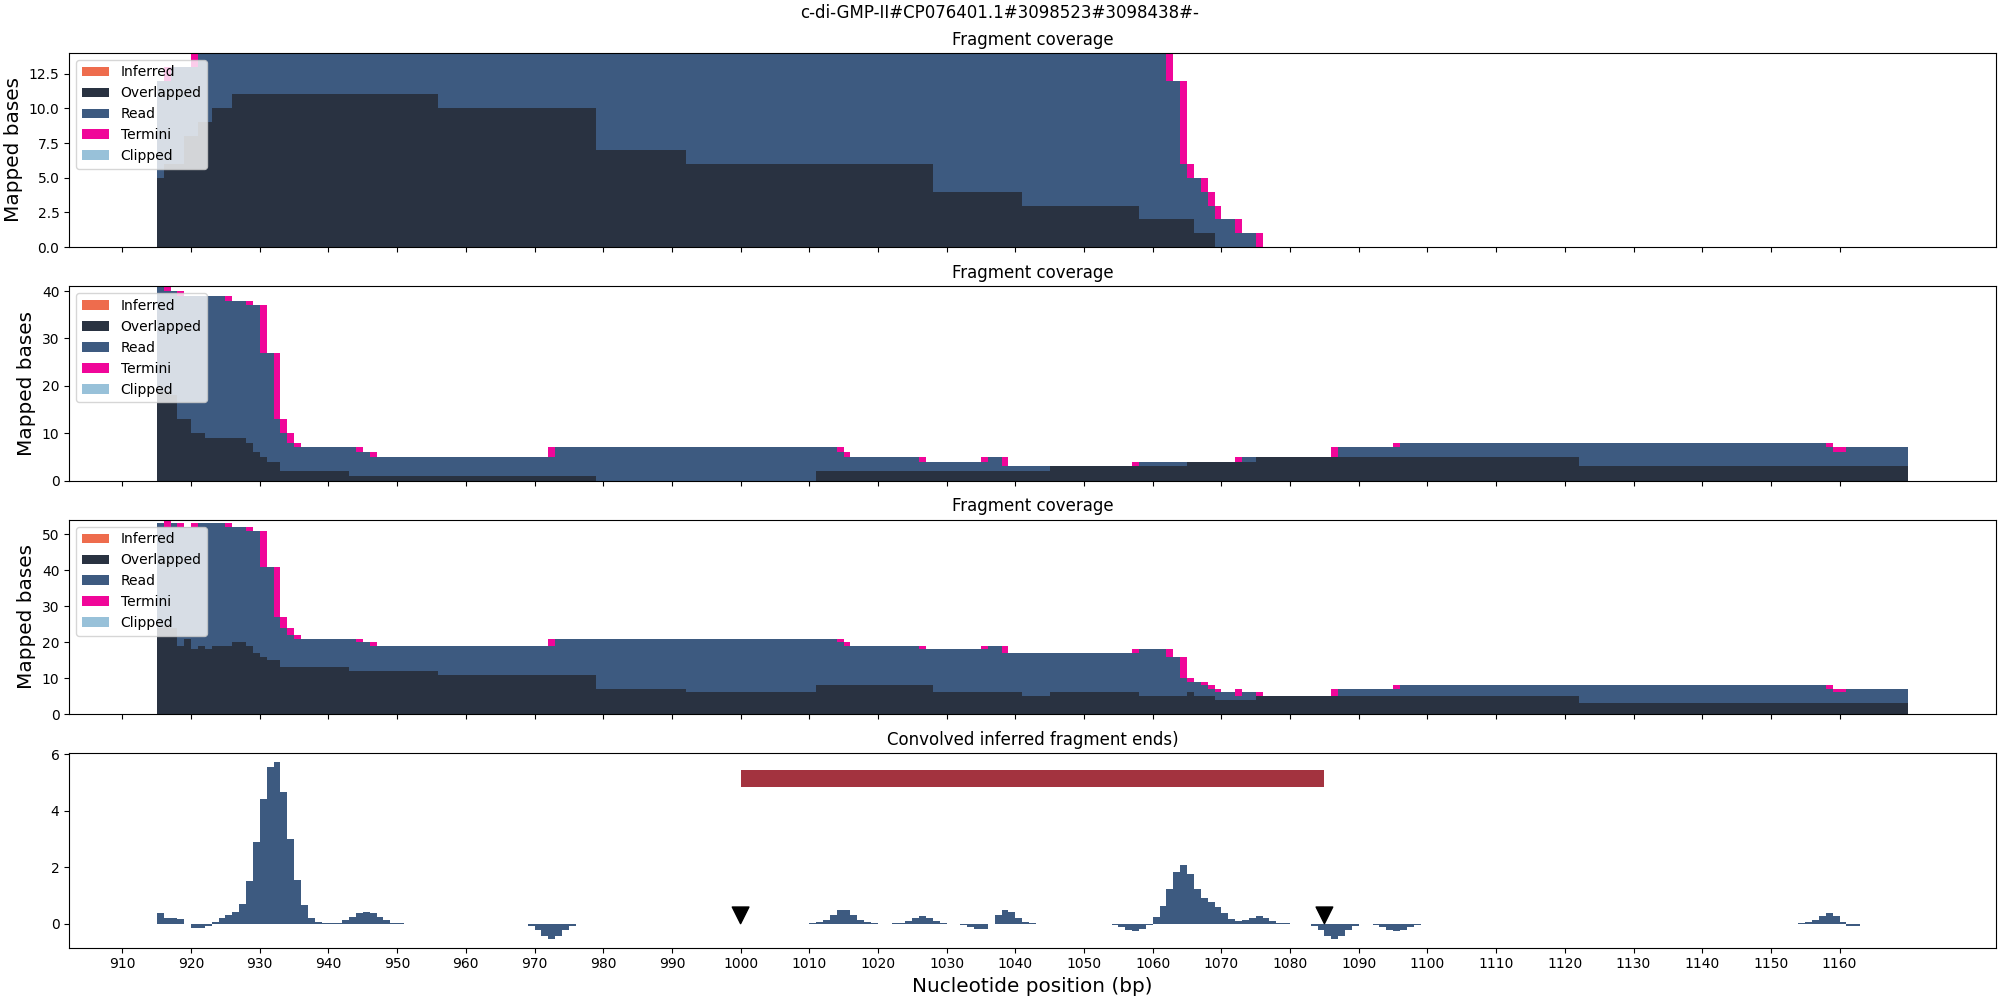 c-di-GMP-II#CP076401.1#3098523#3098438#-
Fragment coverage
Mapped bases
12.5
10.0
7.5
5.0
2.5
0.0
Inferred
Overlapped
Read
Termini
Clipped
Fragment coverage
Mapped bases
40
30
20
10
0
Inferred
Overlapped
Read
Termini
Clipped
Fragment coverage
Mapped bases
50
40
30
20
10
0
Inferred
Overlapped
Read
Termini
Clipped
Convolved inferred fragment ends)
6
4
2
0
910 920 930 940 950 960 970 980 990 1000 1010 1020 1030 1040 1050 1060 1070 1080 1090 1100 1110 1120 1130 1140 1150 1160
Nucleotide position (bp)